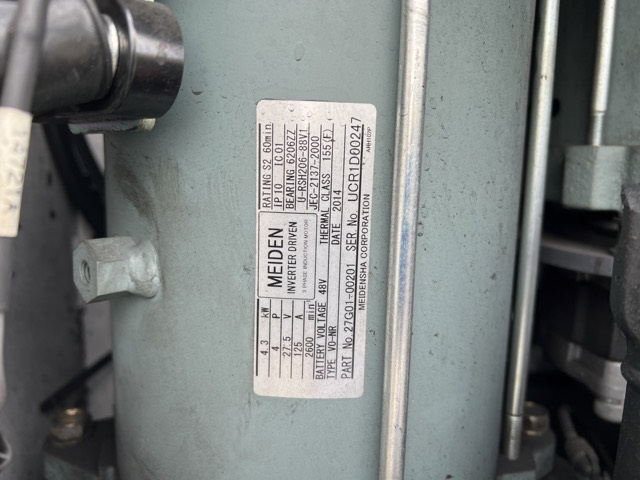 4.3 kW RATING S2 60min
4 P IP10 IC01
27.5 V BEARING 6206ZZ
125 A U-RSH206-88V1
2600 min JEC-2137-2000
MEIDEN
INVERTER DRIVEN
3 PHASE INDUCTION MOTOR
BATTERY VOLTAGE 48V THERMAL CLASS 155(F)
TYPE VO-NR DATE 2014
PART No. 27G01-00201 SER No. UCR1D00247
MEIDENSHA CORPORATION